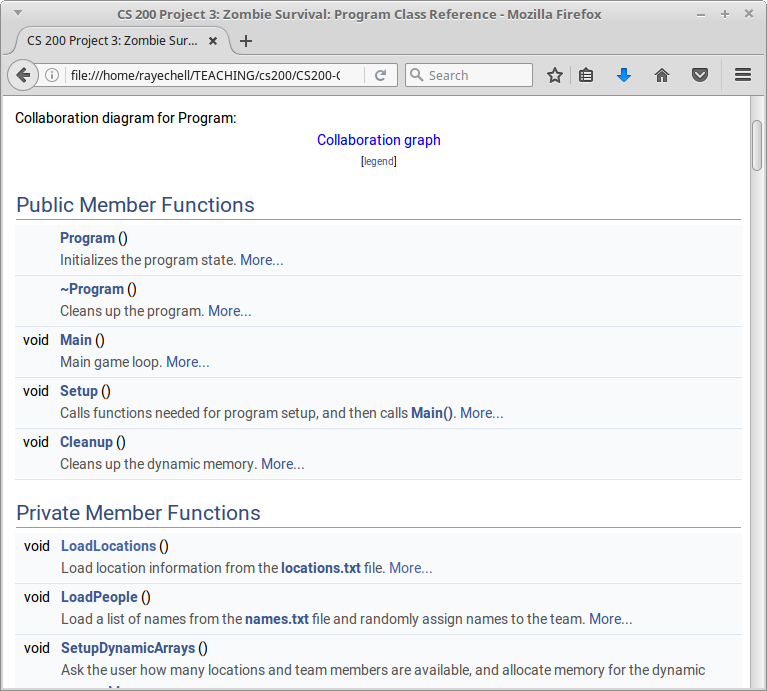 CS 200 Project 3: Zombie Survival: Program Class Reference - Mozilla Firefox
CS 200 Project 3: Zombie Sur...
file:///home/rayechell/TEACHING/cs200/CS200-
Search
Collaboration diagram for Program:
Collaboration graph
[legend]
Public Member Functions
Program ()
Initializes the program state. More...
~Program ()
Cleans up the program. More...
void Main ()
Main game loop. More...
void Setup ()
Calls functions needed for program setup, and then calls Main(). More...
void Cleanup ()
Cleans up the dynamic memory. More...
Private Member Functions
void LoadLocations ()
Load location information from the locations.txt file. More...
void LoadPeople ()
Load a list of names from the names.txt file and randomly assign names to the team. More...
void SetupDynamicArrays ()
Ask the user how many locations and team members are available, and allocate memory for the dynamic